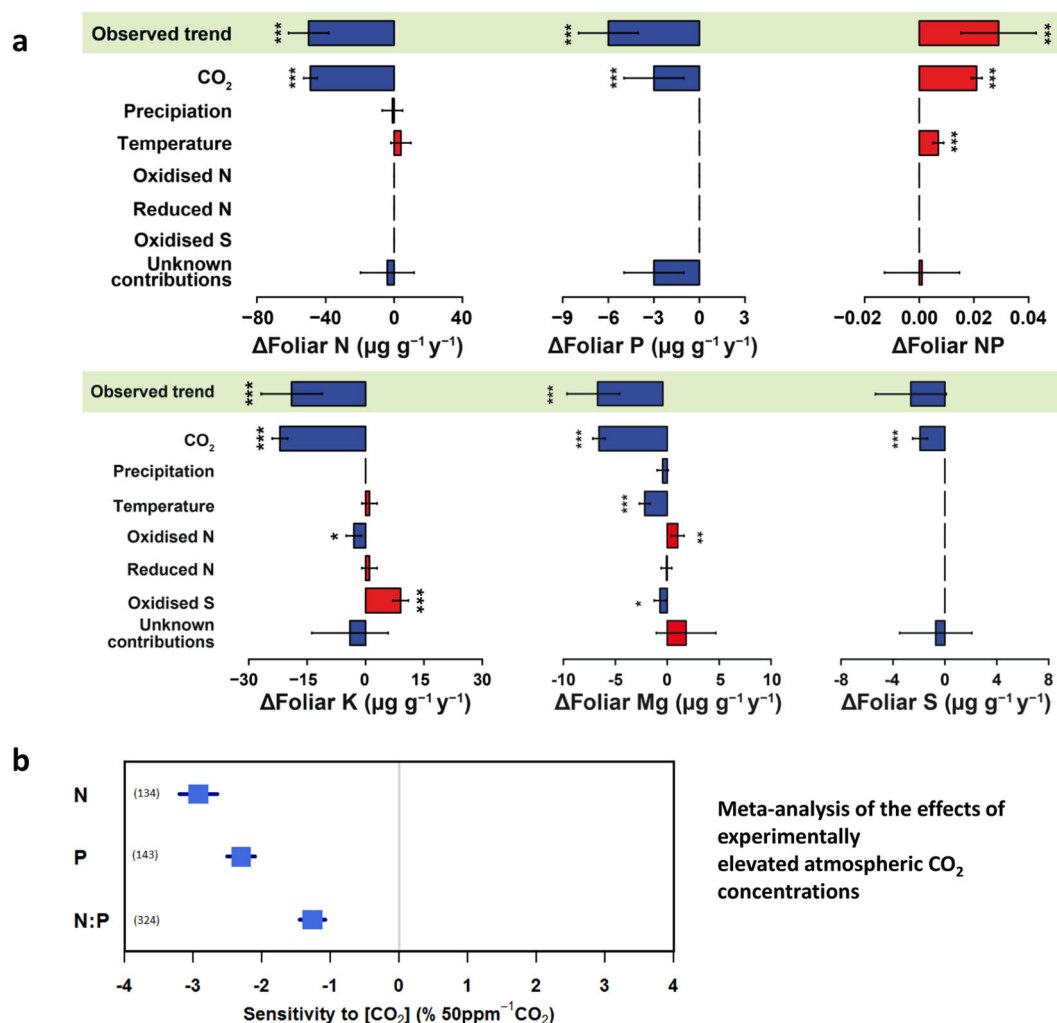 a
Observed trend
*** *** ***
CO₂
*** *** ***
Precipiation
Temperature
***
Oxidised N
Reduced N
Oxidised S
Unknown
contributions
−80 −40 0 40
−9 −6 −3 0 3
−0.02 0.00 0.02 0.04
ΔFoliar N (µg g⁻¹ y⁻¹)
ΔFoliar P (µg g⁻¹ y⁻¹)
ΔFoliar NP
Observed trend
*** ***
CO₂
*** *** ***
Precipitation
Temperature
***
Oxidised N
* **
Reduced N
Oxidised S
*** *
Unknown
contributions
−30 −15 0 15 30
-10 -5 0 5 10
-8 -4 0 4 8
ΔFoliar K (µg g⁻¹ y⁻¹)
ΔFoliar Mg (µg g⁻¹ y⁻¹)
ΔFoliar S (µg g⁻¹ y⁻¹)
b
N (134)
P (143)
N:P (324)
-4 -3 -2 -1 0 1 2 3 4
Sensitivity to [CO₂] (% 50ppm⁻¹CO₂)
Meta-analysis of the effects of
experimentally
elevated atmospheric CO₂
concentrations